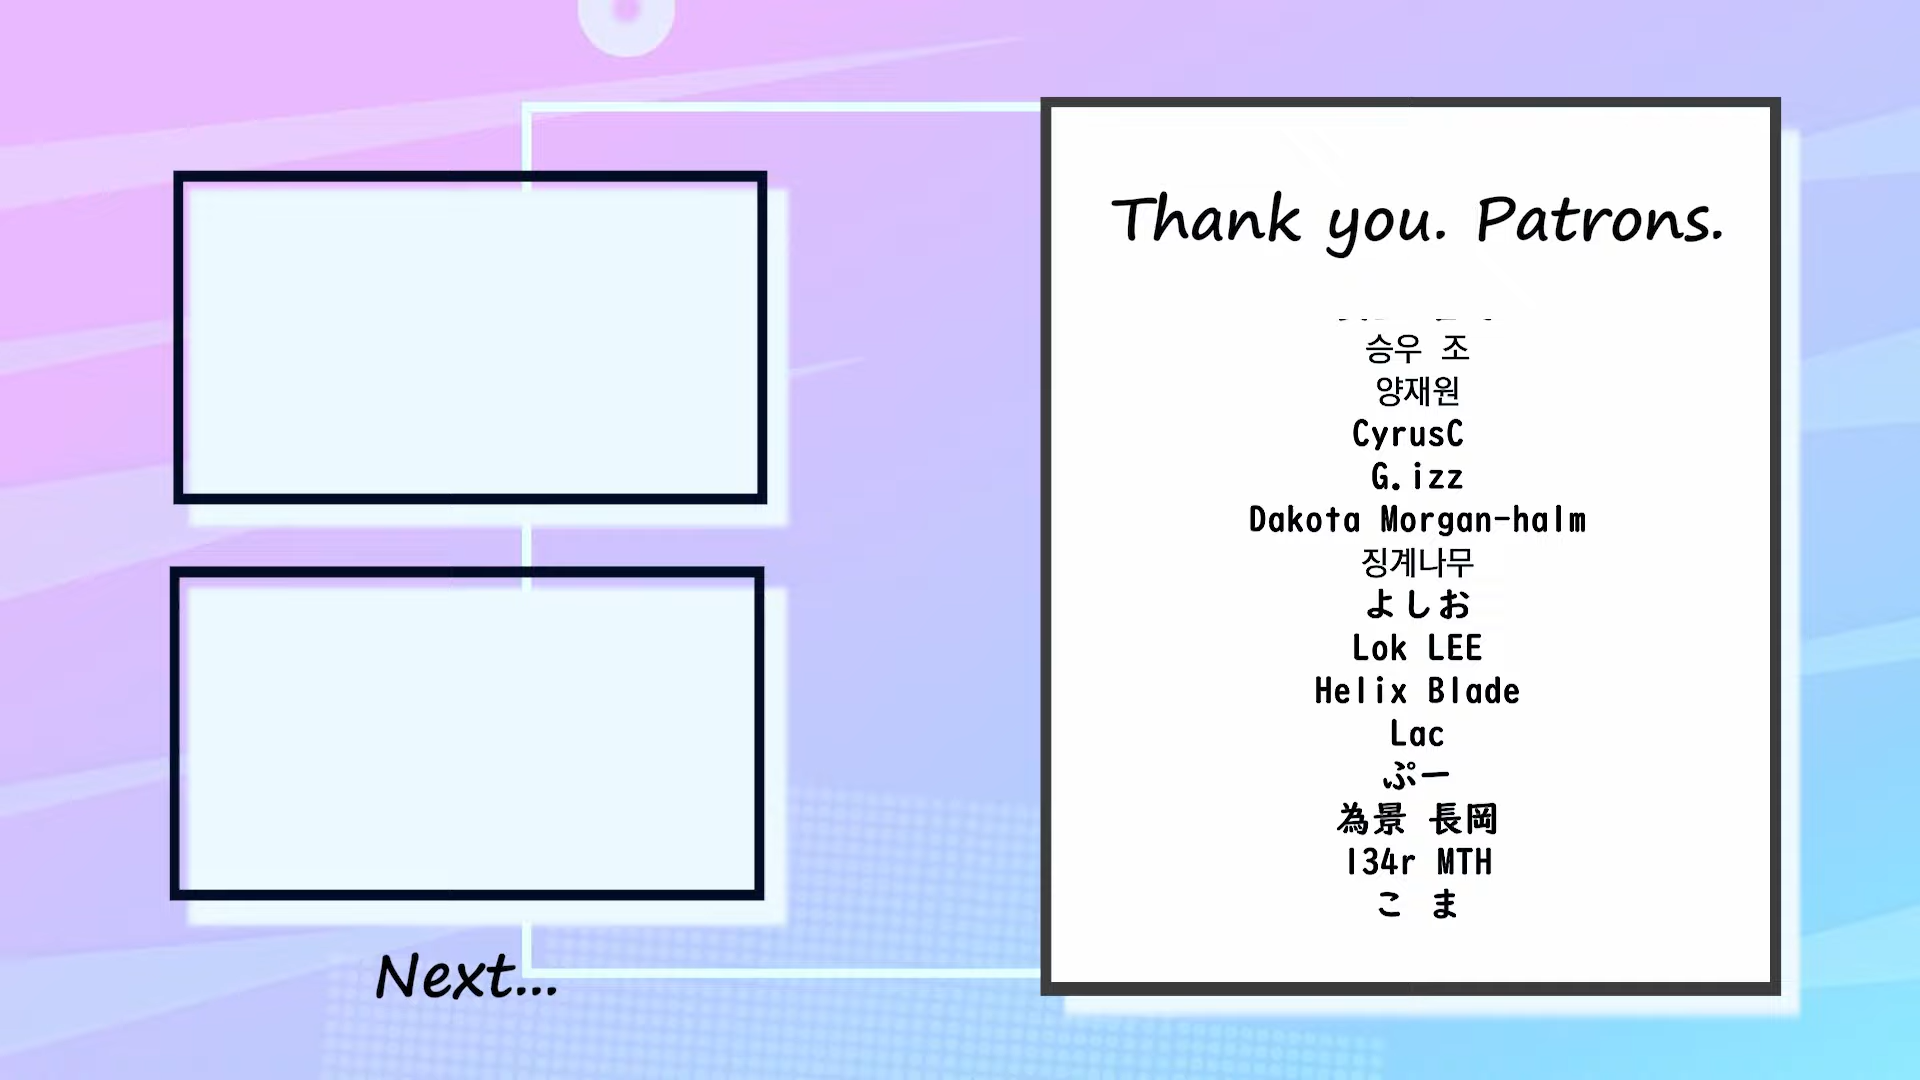 Thank you. Patrons.
승우 조
양재원
CyrusC
G.izz
Dakota Morgan-halm
징계나무
よしお
Lok LEE
Helix Blade
Lac
ぷー
為景 長岡
l34r MTH
こ ま
Next...